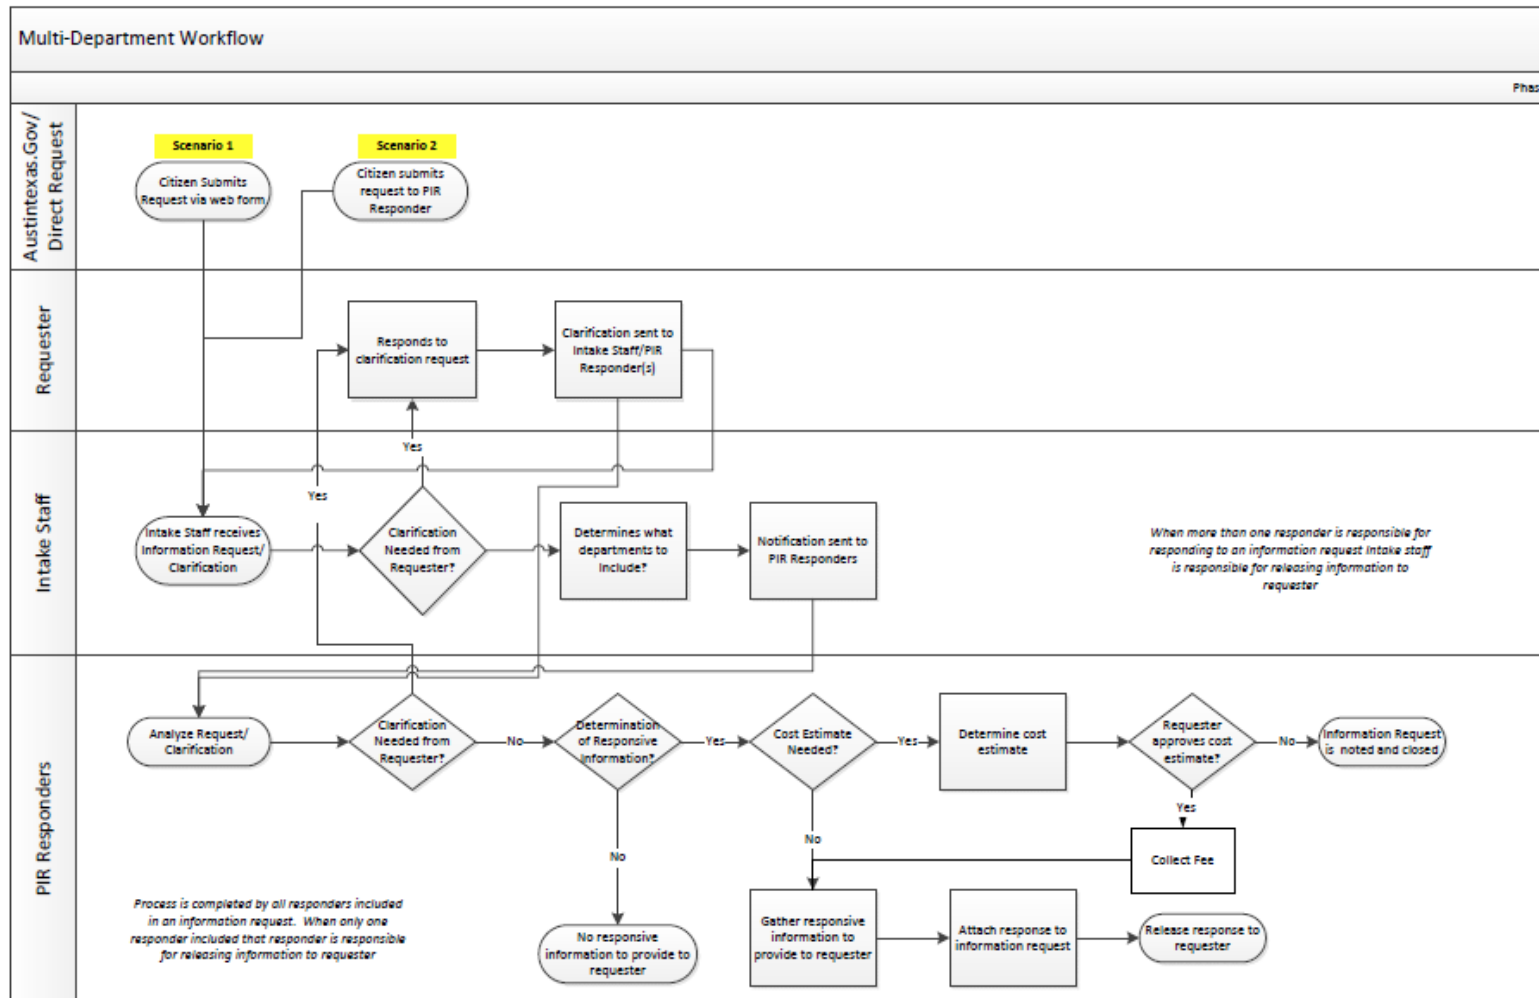 Multi-Department Workflow
Phas
Austintexas.Gov/
Direct Request
Scenario 1
Citizen Submits
Request via web form
Scenario 2
Citizen submits
request to PIR
Responder
Requester
Responds to
clarification request
Clarification sent to
Intake Staff/PIR
Responder(s)
Intake Staff
Yes
Yes
Intake Staff receives
Information Request/
Clarification
Clarification
Needed from
Requester?
Determines what
departments to
include?
Notification sent to
PIR Responders
When more than one responder is responsible for
responding to an information request Intake staff
is responsible for releasing information to
requester
PIR Responders
Analyze Request/
Clarification
Clarification
Needed from
Requester?
No
Determination
of Responsive
Information?
Yes
Cost Estimate
Needed?
Yes
Determine cost
estimate
Requester
approves cost
estimate?
No
Information Request
is noted and closed
Yes
No
No
Collect Fee
Process is completed by all responders included
in an information request. When only one
responder included that responder is responsible
for releasing information to requester
No responsive
information to provide to
requester
Gather responsive
information to
provide to requester
Attach response to
information request
Release response to
requester